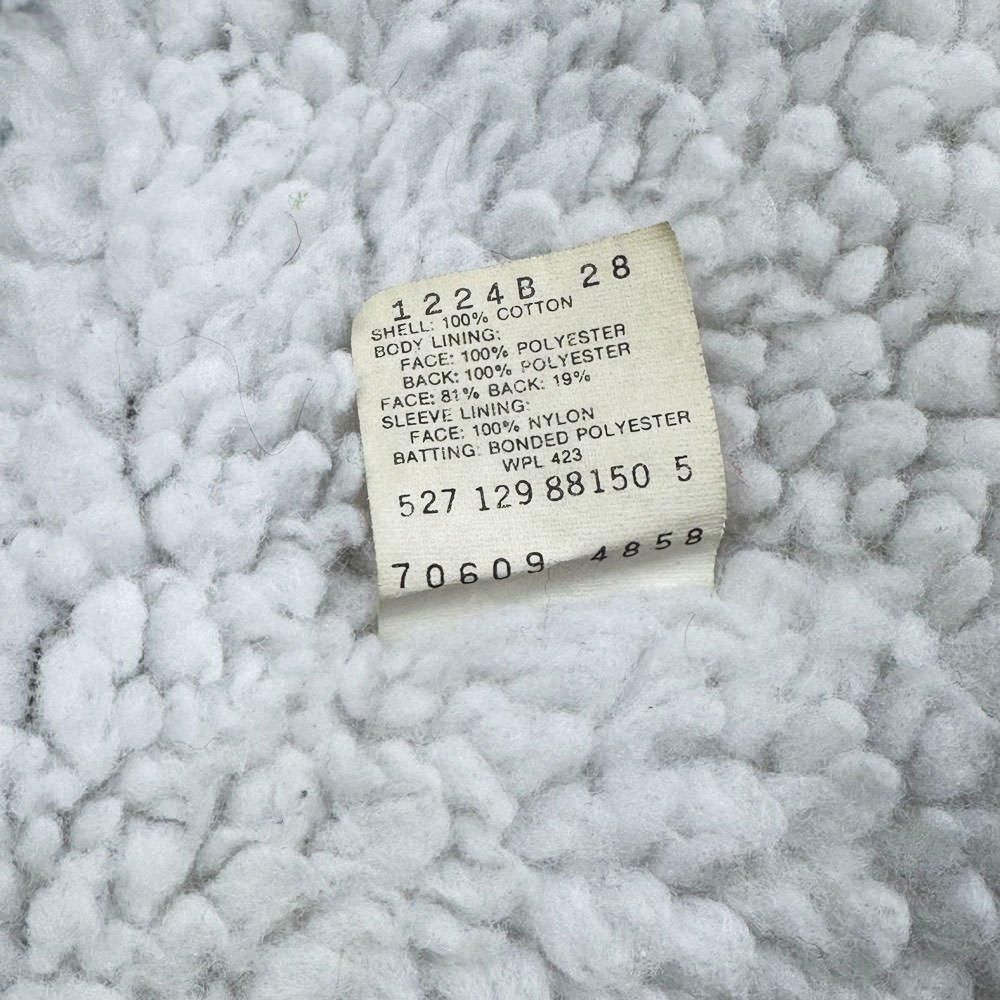 1224B 28
SHELL: 100% COTTON
BODY LINING:
FACE: 100% POLYESTER
BACK: 100% POLYESTER
FACE: 81% BACK: 19%
SLEEVE LINING:
FACE: 100% NYLON
BATTING: BONDED POLYESTER
WPL 423
527 129 88150 5
70609 4858